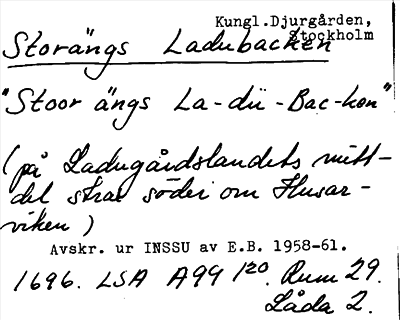 Kungl.Djurgården,
Stockholm
Storängs Ladubacken
"Stoor ängs La-dü-Bac-ken"
(på Ladugårdslandets mitt-
del strax söder om Husar-
viken)
Avskr. ur INSSU av E.B. 1958-61.
1696. LSA A99 120. Rum 29.
Låda 2.